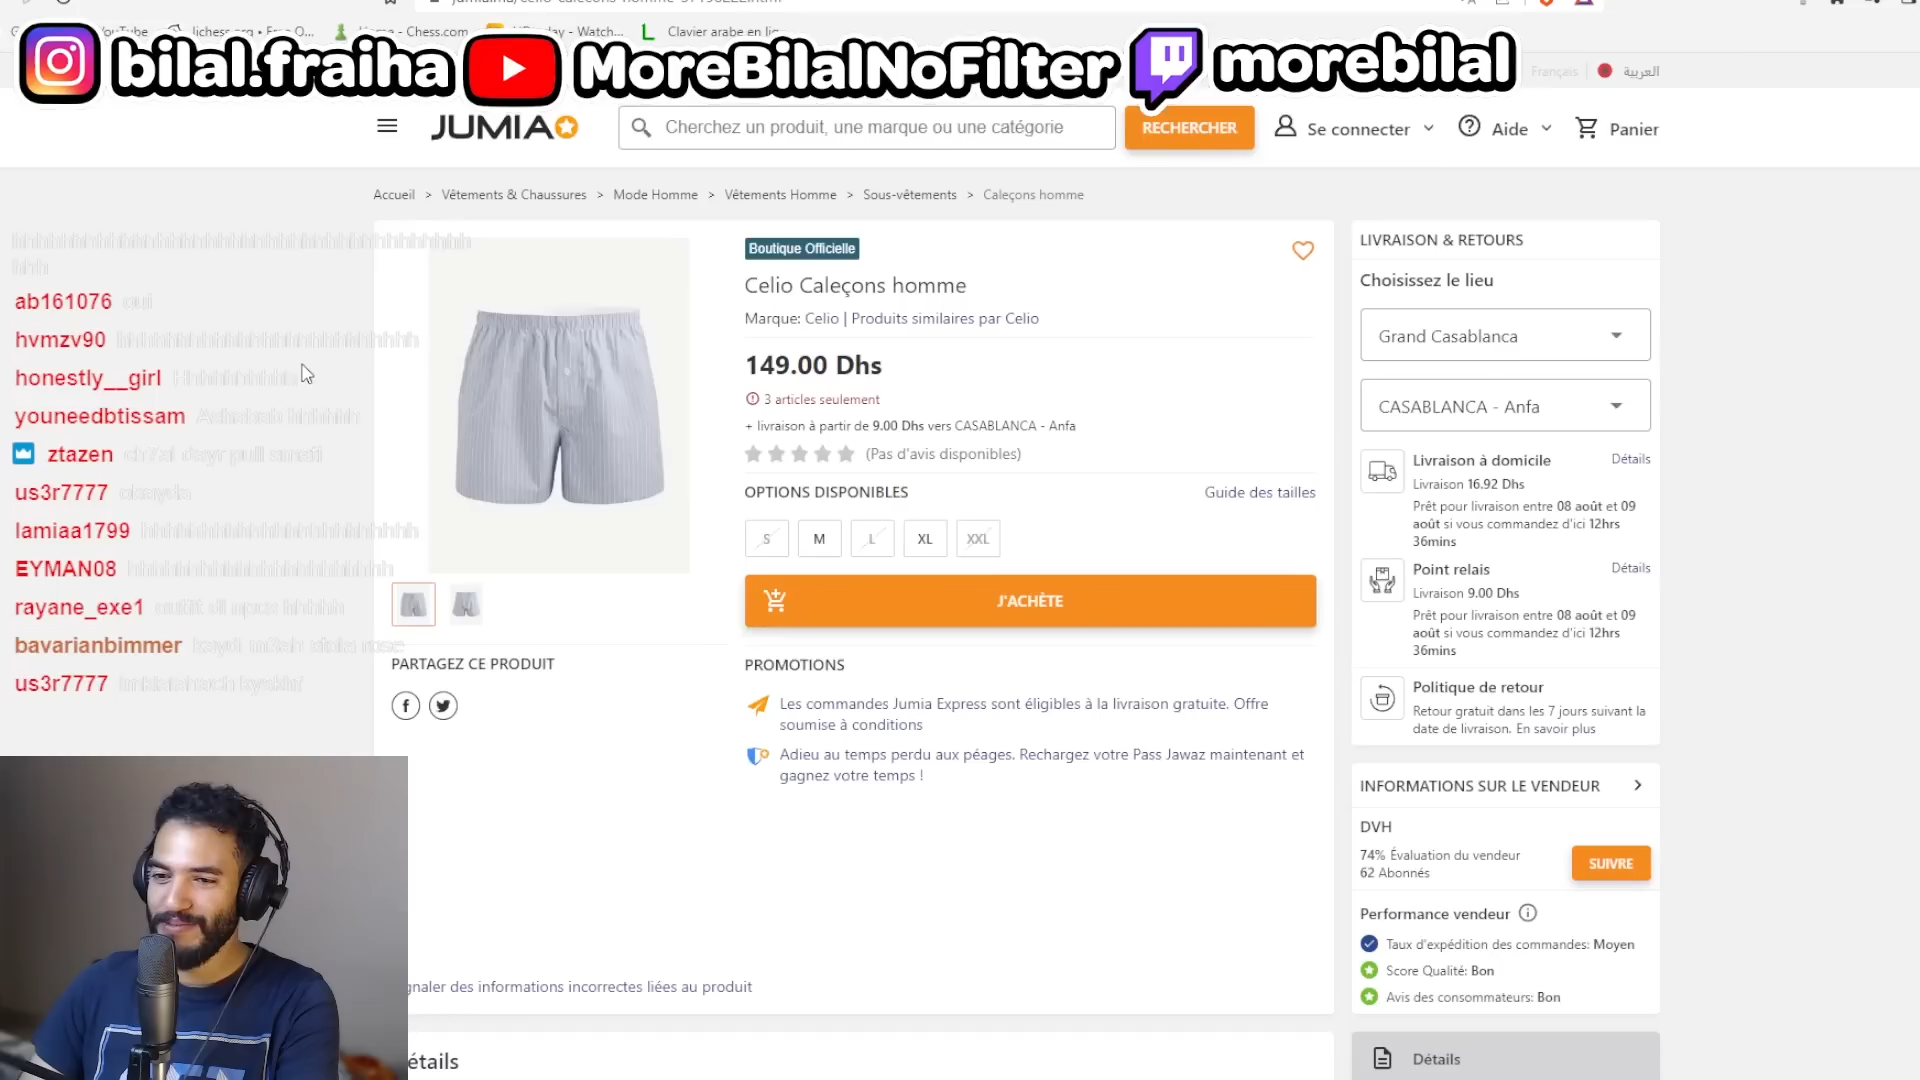 bilal.fraiha MoreBilalNoFilter morebilal
YouTube
Clavier arabe en lig
Français العربية
JUMIA
Cherchez un produit, une marque ou une catégorie
RECHERCHER
Se connecter
Aide
Panier
Accueil > Vêtements & Chaussures > Mode Homme > Vêtements Homme > Sous-vêtements > Caleçons homme
ab161076 oui
hvmzv90
honestly__girl
youneedbtissam
ztazen
us3r7777
lamiaa1799
EYMAN08
rayane_exe1
bavarianbimmer
us3r7777
Boutique Officielle
Celio Caleçons homme
Marque: Celio | Produits similaires par Celio
149.00 Dhs
3 articles seulement
+ livraison à partir de 9.00 Dhs vers CASABLANCA - Anfa
(Pas d'avis disponibles)
OPTIONS DISPONIBLES
Guide des tailles
S M L XL XXL
J'ACHÈTE
PARTAGEZ CE PRODUIT
PROMOTIONS
Les commandes Jumia Express sont éligibles à la livraison gratuite. Offre
soumise à conditions
Adieu au temps perdu aux péages. Rechargez votre Pass Jawaz maintenant et
gagnez votre temps !
gnaler des informations incorrectes liées au produit
étails
LIVRAISON & RETOURS
Choisissez le lieu
Grand Casablanca
CASABLANCA - Anfa
Livraison à domicile
Détails
Livraison 16.92 Dhs
Prêt pour livraison entre 08 août et 09
août si vous commandez d'ici 12hrs
36mins
Point relais
Détails
Livraison 9.00 Dhs
Prêt pour livraison entre 08 août et 09
août si vous commandez d'ici 12hrs
36mins
Politique de retour
Retour gratuit dans les 7 jours suivant la
date de livraison. En savoir plus
INFORMATIONS SUR LE VENDEUR
DVH
74% Évaluation du vendeur
62 Abonnés
SUIVRE
Performance vendeur
Taux d'expédition des commandes: Moyen
Score Qualité: Bon
Avis des consommateurs: Bon
Détails